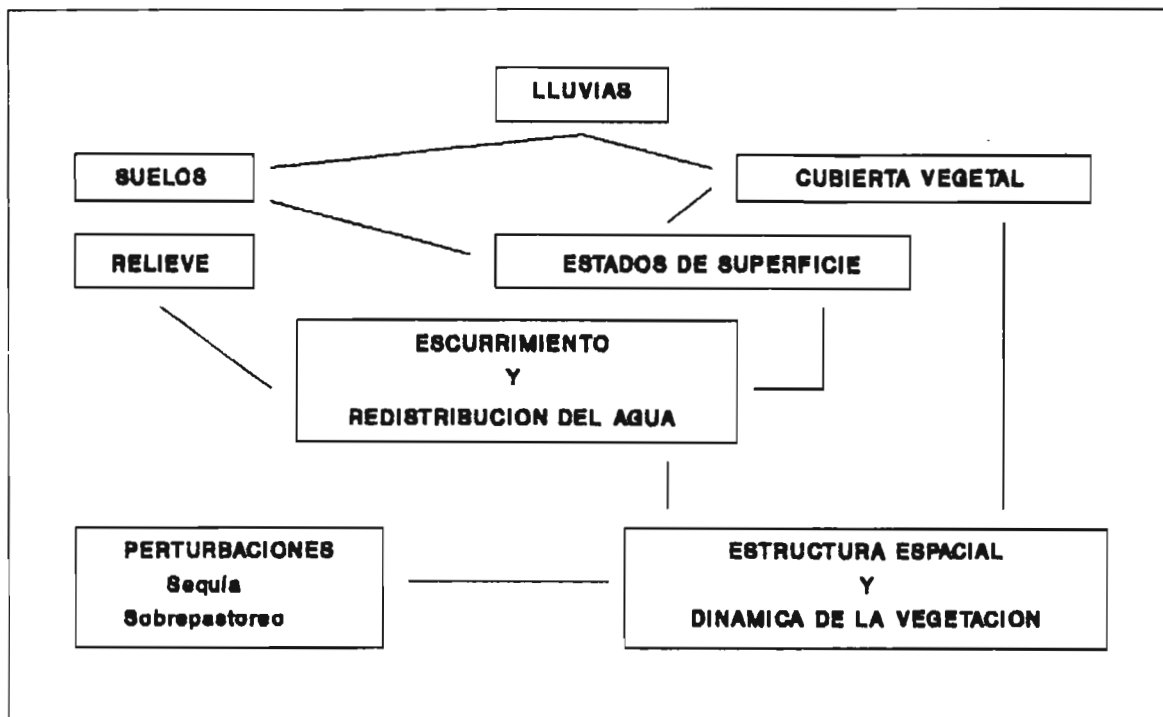 LLUVIAS
SUELOS
CUBIERTA VEGETAL
RELIEVE
ESTADOS DE SUPERFICIE
ESCURRIMIENTO
Y
REDISTRIBUCION DEL AGUA
PERTURBACIONES
Sequía
Sobrepastoreo
ESTRUCTURA ESPACIAL
Y
DINAMICA DE LA VEGETACION